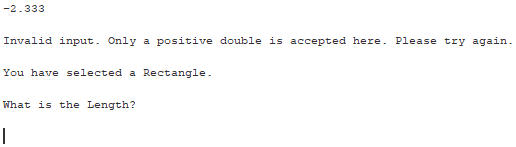 -2.333
Invalid input. Only a positive double is accepted here. Please try again.
You have selected a Rectangle.
What is the Length?